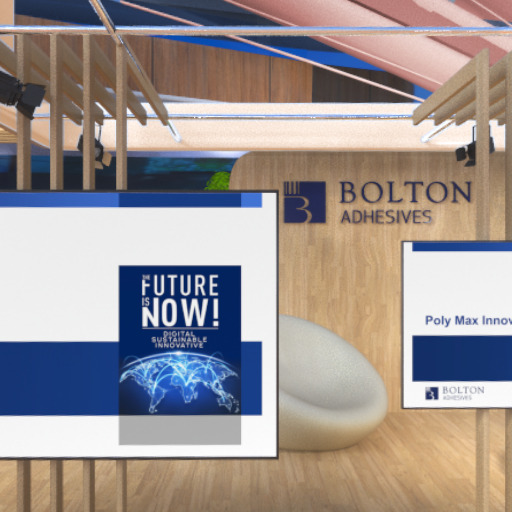 BOLTON
ADHESIVES
THE
FUTURE
IS
NOW!
DIGITAL
SUSTAINABLE
INNOVATIVE
Poly Max Innov
BOLTON
ADHESIVES